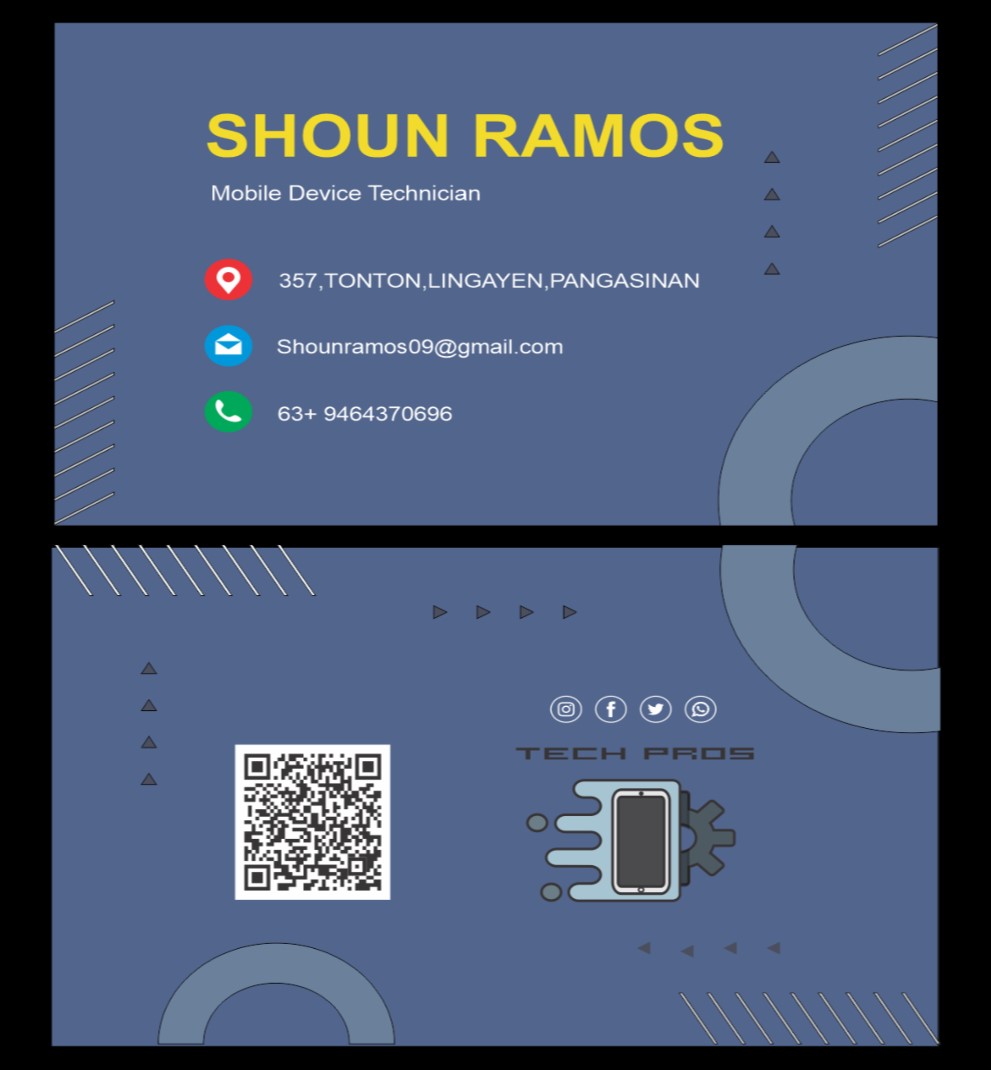 SHOUN RAMOS
Mobile Device Technician
357,TONTON,LINGAYEN,PANGASINAN
Shounramos09@gmail.com
63+ 9464370696
TECH PROS